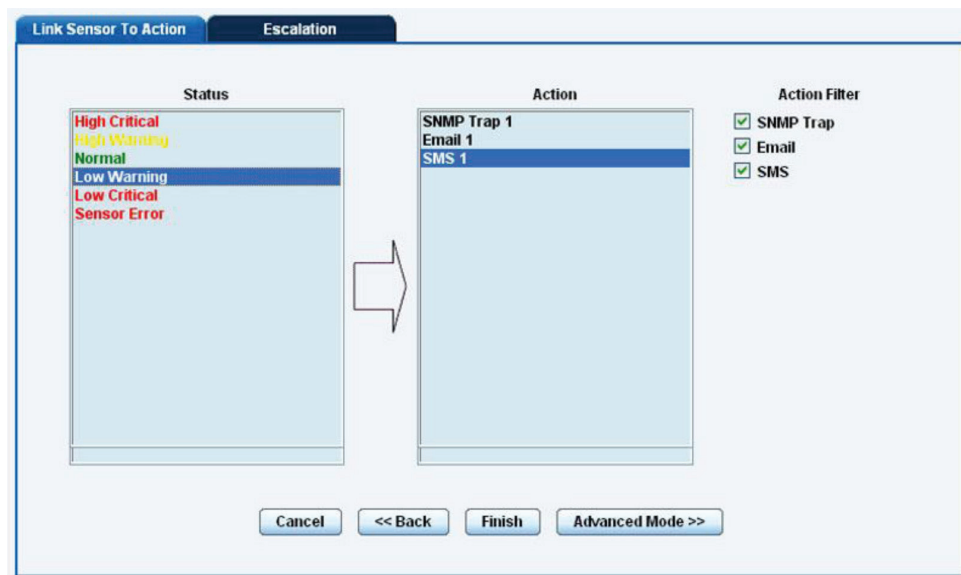 Link Sensor To Action
Escalation
Status
High Critical
High Warning
Normal
Low Warning
Low Critical
Sensor Error
Action
SNMP Trap 1
Email 1
SMS 1
Action Filter
SNMP Trap
Email
SMS
Cancel
<< Back
Finish
Advanced Mode >>